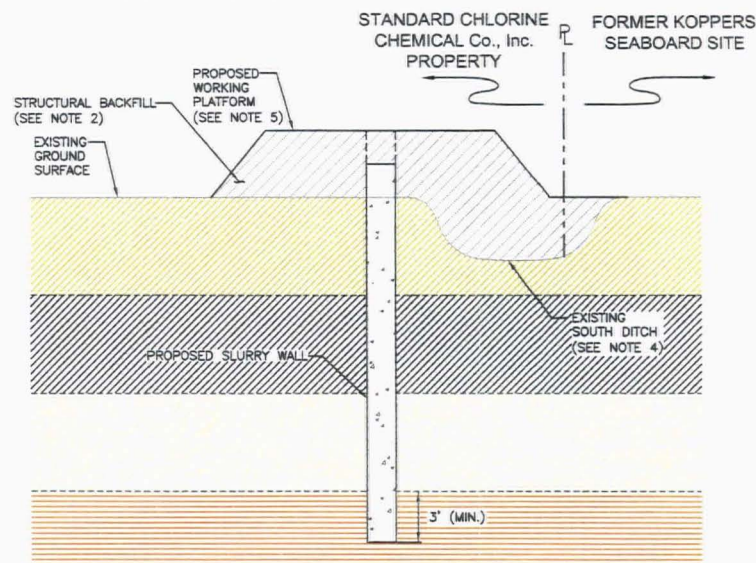 STANDARD CHLORINE
CHEMICAL Co., Inc.
PROPERTY
PL
FORMER KOPPERS
SEABOARD SITE
PROPOSED
WORKING
PLATFORM
(SEE NOTE 5)
STRUCTURAL BACKFILL
(SEE NOTE 2)
EXISTING
GROUND
SURFACE
EXISTING
SOUTH DITCH
(SEE NOTE 4)
PROPOSED SLURRY WALL
3' (MIN.)